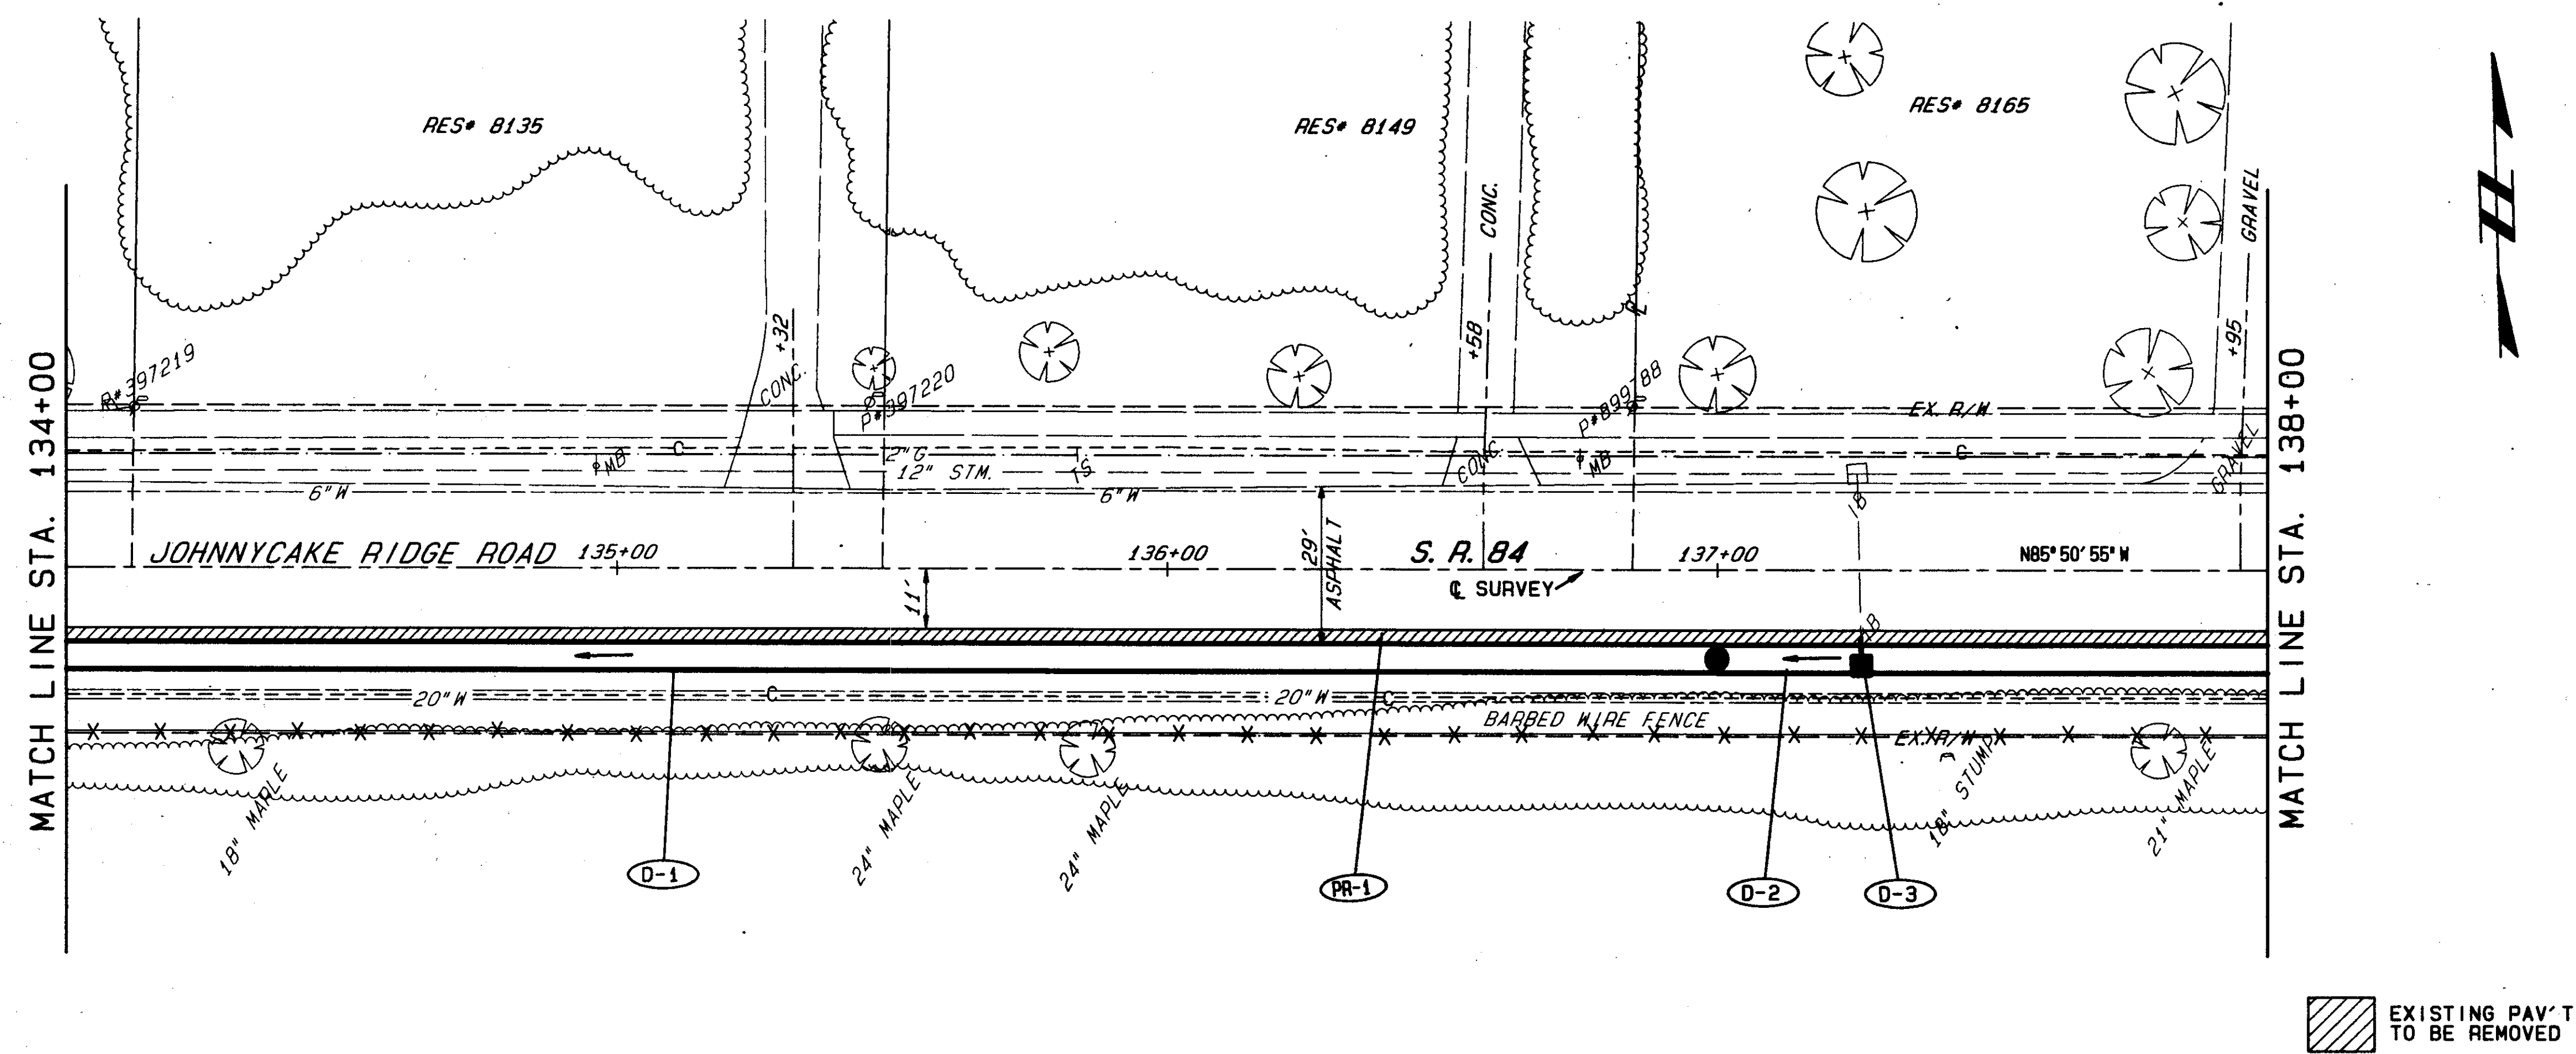 RES# 8135
RES# 8149
RES# 8165
CONC.
GRAVEL
+32
+58
+95
CONC.
P#397219
P#397220
P#899788
EX. R/W
MATCH LINE STA. 134+00
MATCH LINE STA. 138+00
MB
C
2"G
12" STM.
TS
CONC.
MB
GRAVEL
6"W
6"W
18
JOHNNYCAKE RIDGE ROAD
135+00
136+00
S. R. 84
137+00
N85°50'55"W
℄ SURVEY
11'
29'
ASPHALT
20"W
C
20"W
C
BARBED WIRE FENCE
EX. R/W
18" MAPLE
24" MAPLE
24" MAPLE
18" STUMP
21" MAPLE
D-1
PR-1
D-2
D-3
EXISTING PAV'T
TO BE REMOVED